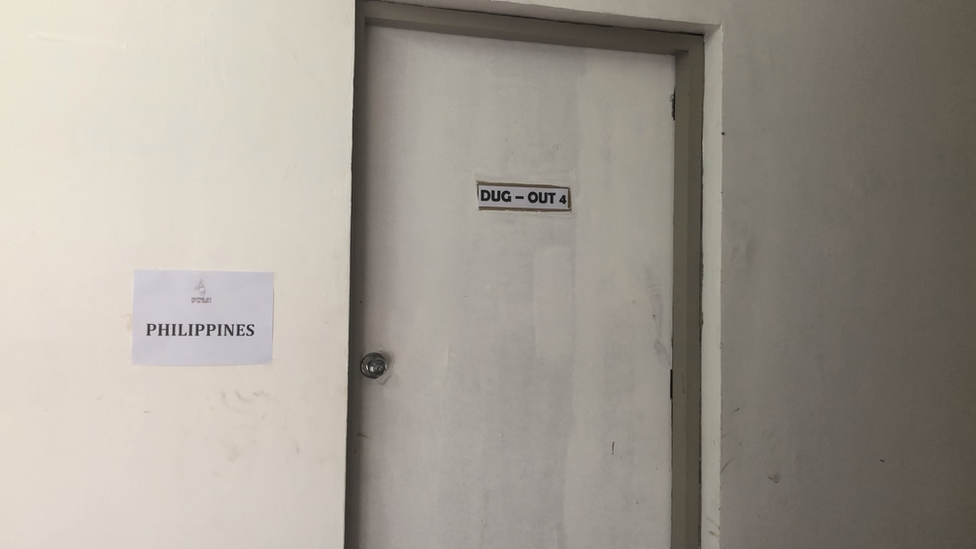 DUG – OUT 4
PHILIPPINES